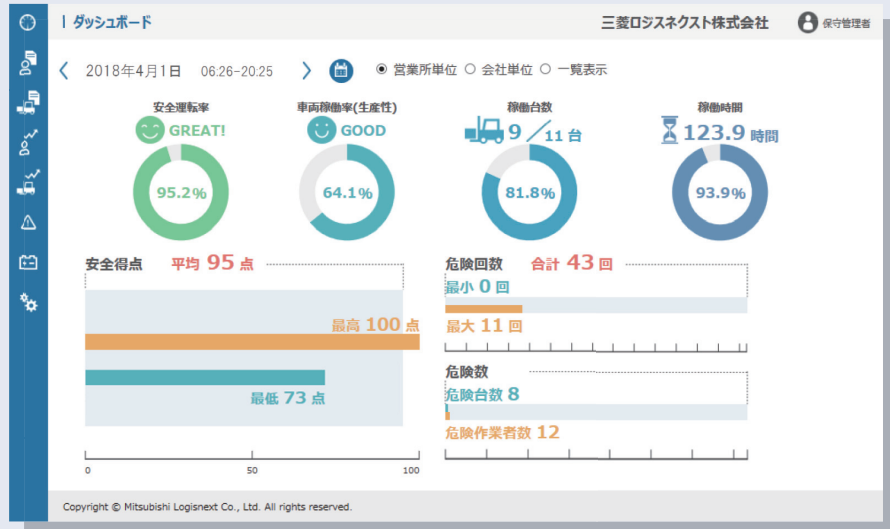 ダッシュボード
三菱ロジスネクスト株式会社
保守管理者
2018年4月1日 06:26-20:25
営業所単位 会社単位 一覧表示
安全運転率
GREAT!
95.2%
車両稼働率(生産性)
GOOD
64.1%
稼働台数
9/11 台
81.8%
稼働時間
123.9 時間
93.9%
安全得点 平均 95 点
最高 100 点
最低 73 点
0 50 100
危険回数 合計 43 回
最小 0 回
最大 11 回
危険数
危険台数 8
危険作業者数 12
Copyright © Mitsubishi Logisnext Co., Ltd. All rights reserved.